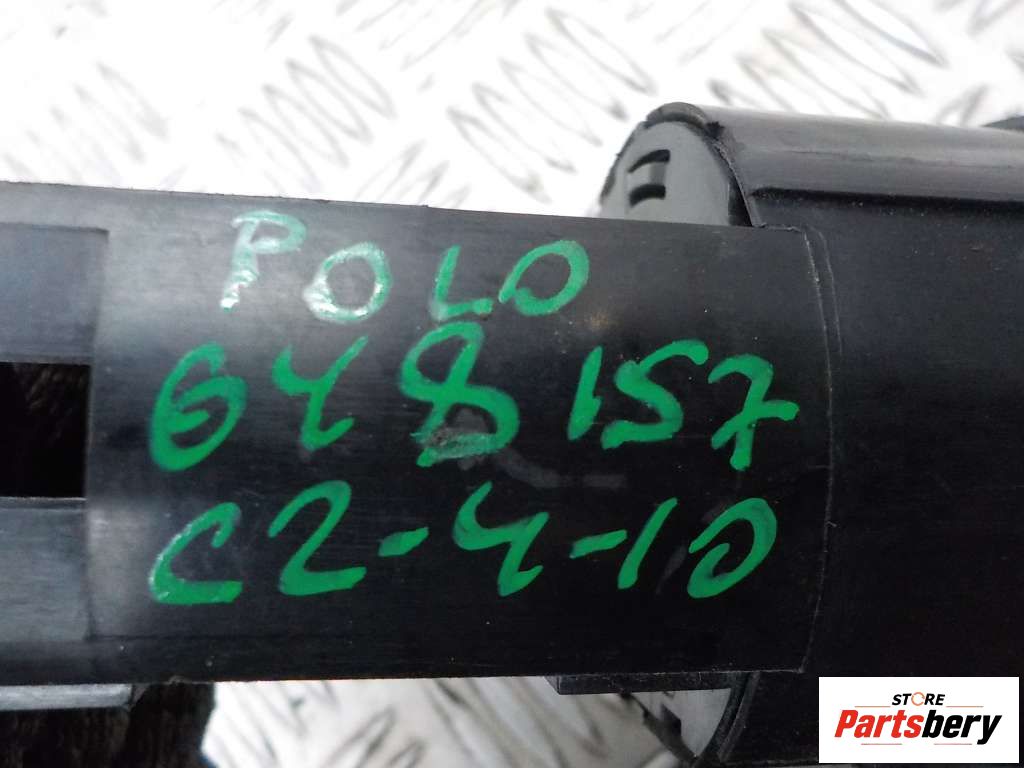 POLO
648157
C2-4-10
STORE
Partsbery